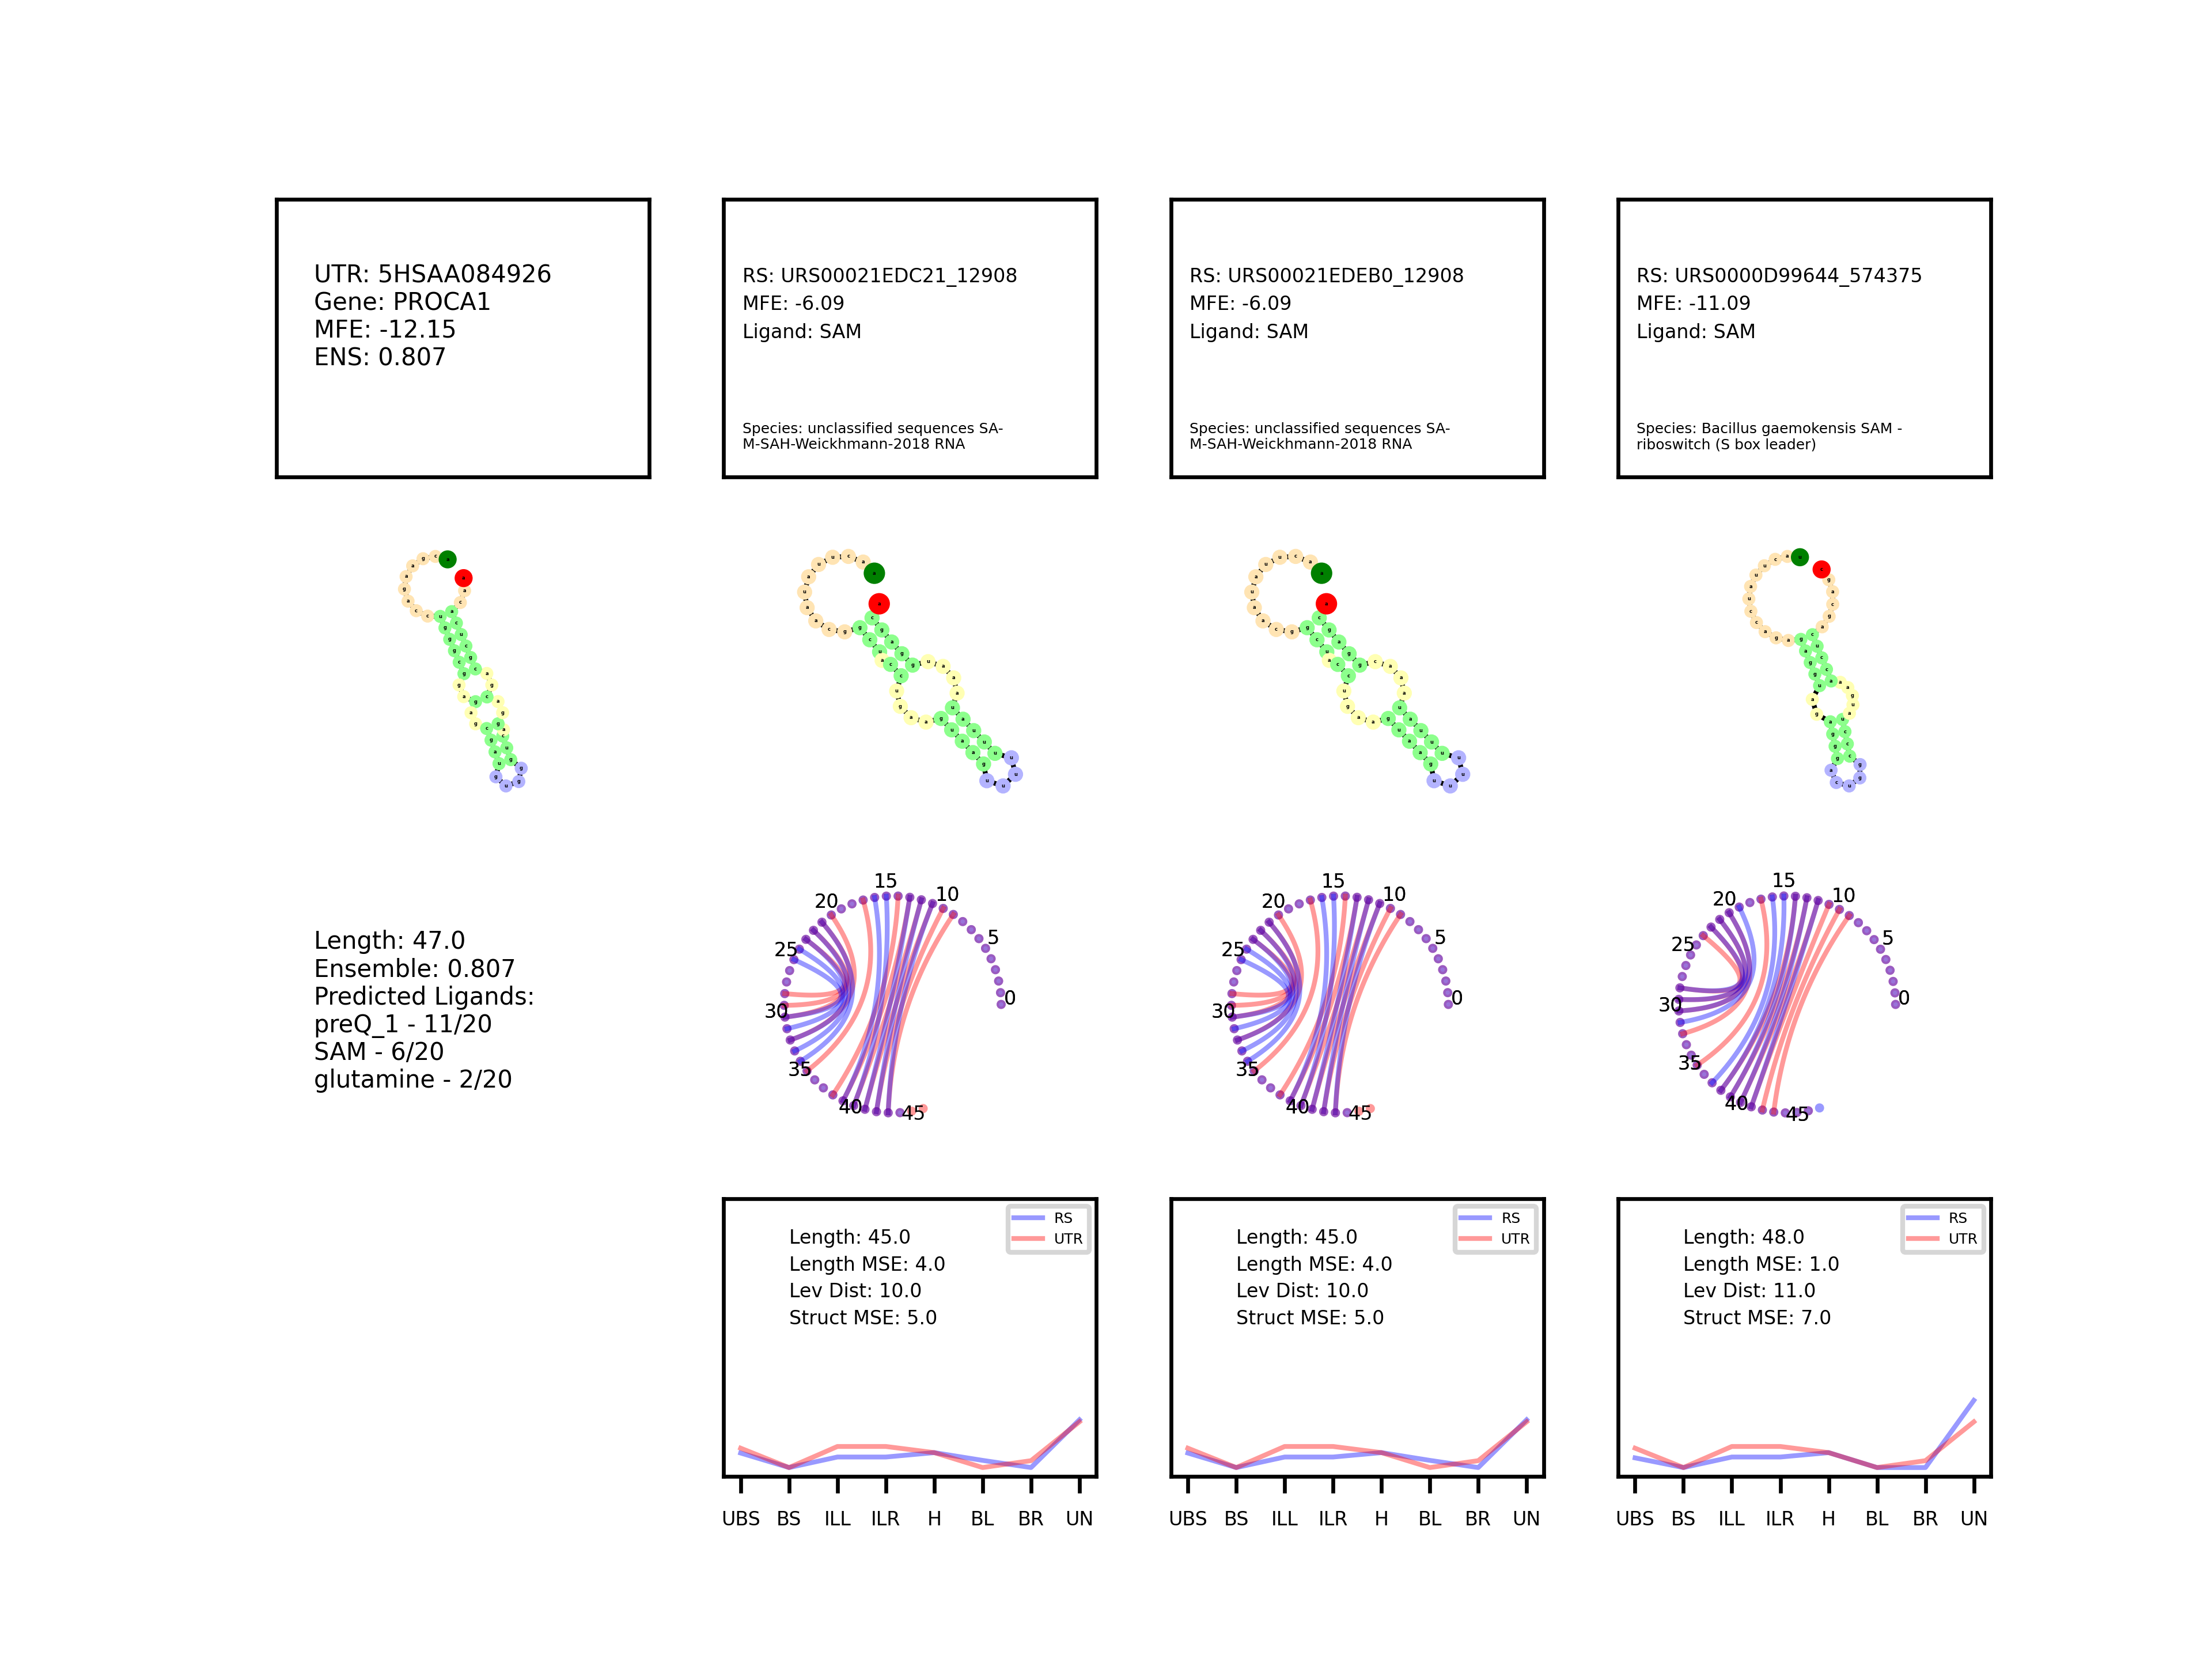 UTR: 5HSAA084926
Gene: PROCA1
MFE: -12.15
ENS: 0.807
RS: URS00021EDC21_12908
MFE: -6.09
Ligand: SAM
Species: unclassified sequences SA-
M-SAH-Weickhmann-2018 RNA
RS: URS00021EDEB0_12908
MFE: -6.09
Ligand: SAM
Species: unclassified sequences SA-
M-SAH-Weickhmann-2018 RNA
RS: URS0000D99644_574375
MFE: -11.09
Ligand: SAM
Species: Bacillus gaemokensis SAM -
riboswitch (S box leader)
Length: 47.0
Ensemble: 0.807
Predicted Ligands:
preQ_1 - 11/20
SAM - 6/20
glutamine - 2/20
0
5
10
15
20
25
30
35
40
45
0
5
10
15
20
25
30
35
40
45
0
5
10
15
20
25
30
35
40
45
Length: 45.0
Length MSE: 4.0
Lev Dist: 10.0
Struct MSE: 5.0
RS
UTR
UBS BS ILL ILR H BL BR UN
Length: 45.0
Length MSE: 4.0
Lev Dist: 10.0
Struct MSE: 5.0
RS
UTR
UBS BS ILL ILR H BL BR UN
Length: 48.0
Length MSE: 1.0
Lev Dist: 11.0
Struct MSE: 7.0
RS
UTR
UBS BS ILL ILR H BL BR UN